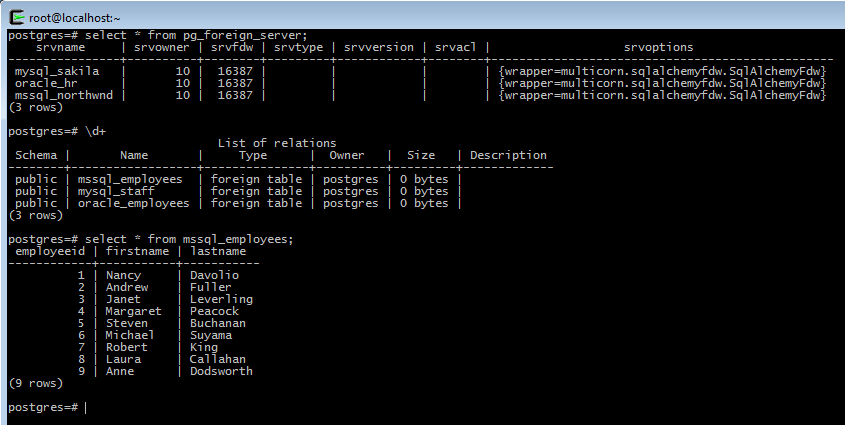 root@localhost:~
postgres=# select * from pg_foreign_server;
    srvname     | srvowner | srvfdw | srvtype | srvversion | srvacl |                  srvoptions
----------------+----------+--------+---------+------------+--------+----------------------------------------------
 mysql_sakila   |       10 |  16387 |         |            |        | {wrapper=multicorn.sqlalchemyfdw.SqlAlchemyFdw}
 oracle_hr      |       10 |  16387 |         |            |        | {wrapper=multicorn.sqlalchemyfdw.SqlAlchemyFdw}
 mssql_northwnd |       10 |  16387 |         |            |        | {wrapper=multicorn.sqlalchemyfdw.SqlAlchemyFdw}
(3 rows)
postgres=# \d+
                            List of relations
 Schema |       Name       |     Type      |  Owner   |  Size   | Description
--------+------------------+---------------+----------+---------+-------------
 public | mssql_employees  | foreign table | postgres | 0 bytes |
 public | mysql_staff      | foreign table | postgres | 0 bytes |
 public | oracle_employees | foreign table | postgres | 0 bytes |
(3 rows)
postgres=# select * from mssql_employees;
 employeeid | firstname | lastname
------------+-----------+-----------
          1 | Nancy     | Davolio
          2 | Andrew    | Fuller
          3 | Janet     | Leverling
          4 | Margaret  | Peacock
          5 | Steven    | Buchanan
          6 | Michael   | Suyama
          7 | Robert    | King
          8 | Laura     | Callahan
          9 | Anne      | Dodsworth
(9 rows)
postgres=#